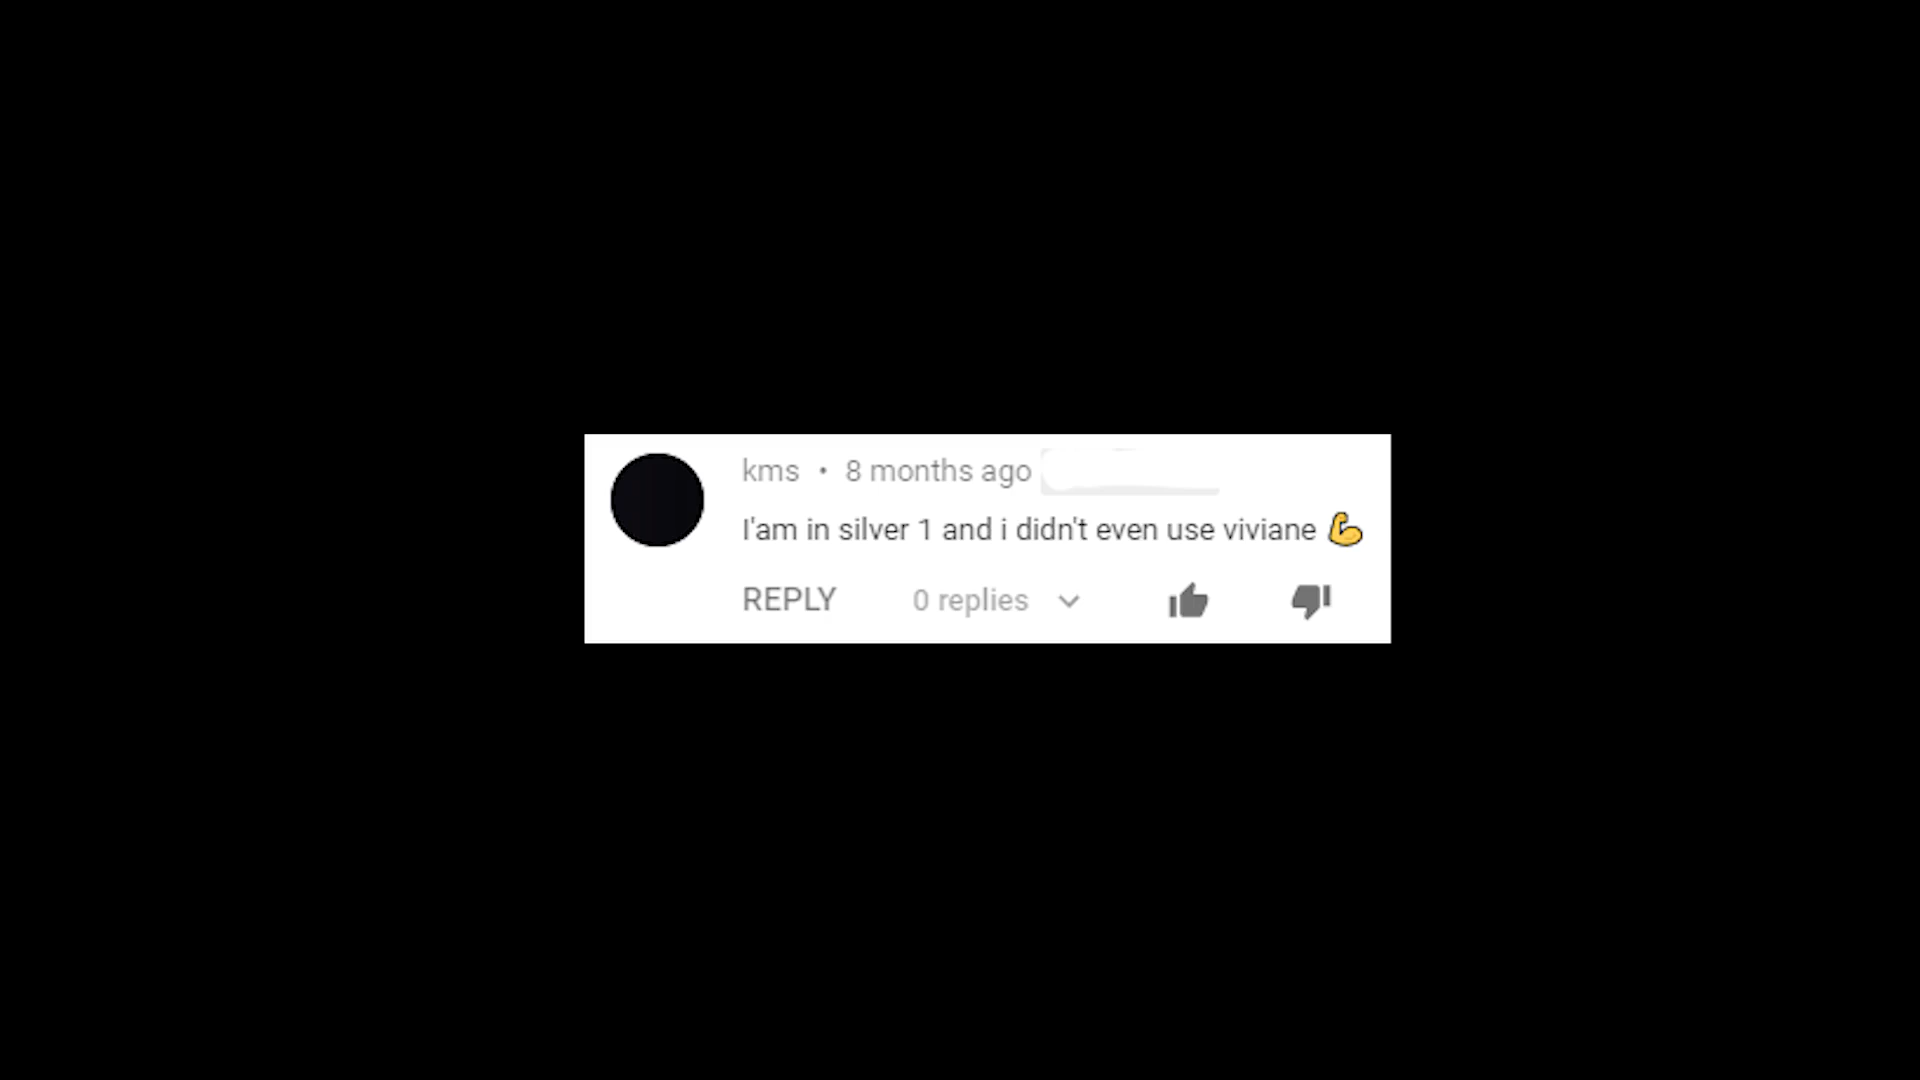 kms • 8 months ago
I'am in silver 1 and i didn't even use viviane 💪
REPLY 0 replies